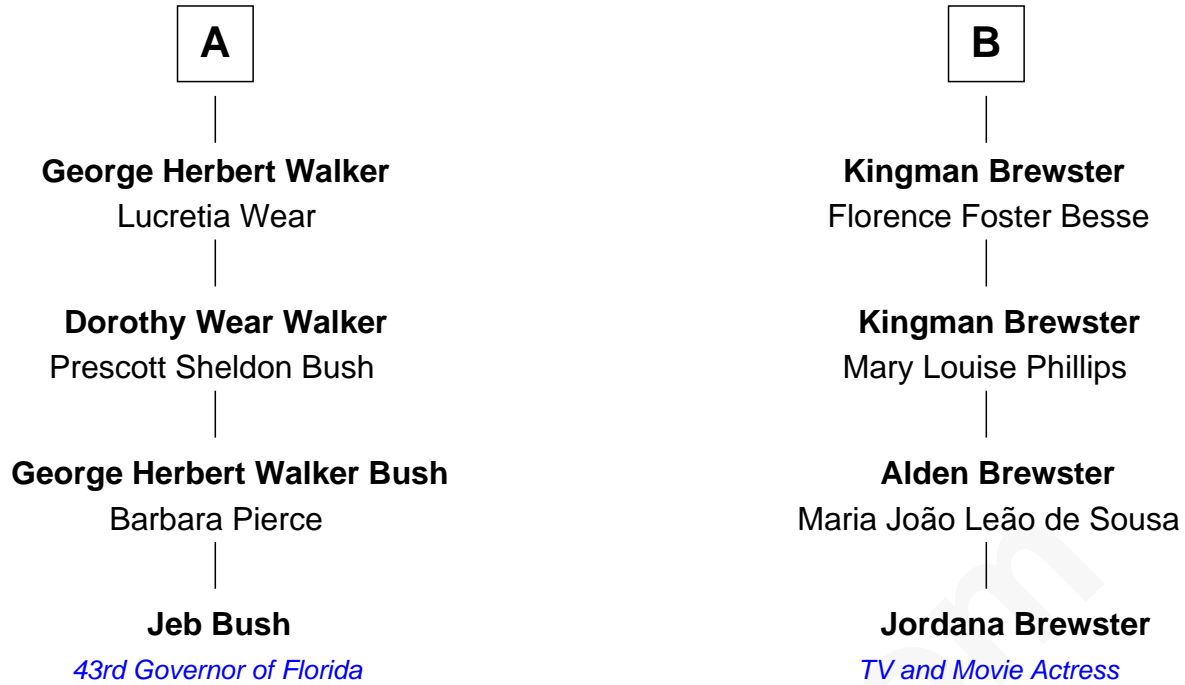 A
George Herbert Walker
Lucretia Wear
Dorothy Wear Walker
Prescott Sheldon Bush
George Herbert Walker Bush
Barbara Pierce
Jeb Bush
43rd Governor of Florida
B
Kingman Brewster
Florence Foster Besse
Kingman Brewster
Mary Louise Phillips
Alden Brewster
Maria João Leão de Sousa
Jordana Brewster
TV and Movie Actress